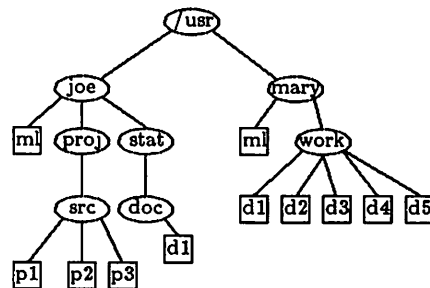 /usr
joe mary
ml proj stat ml work
src doc d1 d2 d3 d4 d5
d1
p1 p2 p3